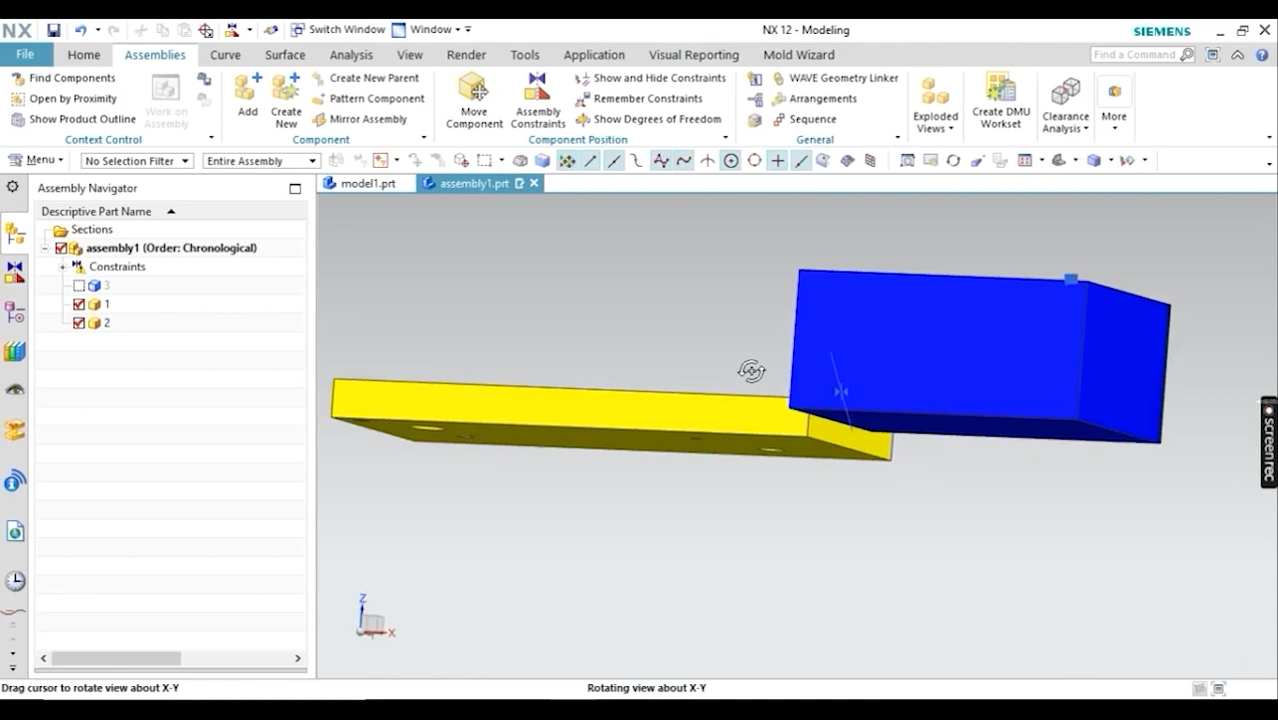 NX
Switch Window
Window
NX 12 - Modeling
SIEMENS
File
Home
Assemblies
Curve
Surface
Analysis
View
Render
Tools
Application
Visual Reporting
Mold Wizard
Find a Command
Find Components
Open by Proximity
Show Product Outline
Work on
Assembly
Context Control
Add
Create
New
Create New Parent
Pattern Component
Mirror Assembly
Component
Move
Component
Assembly
Constraints
Show and Hide Constraints
Remember Constraints
Show Degrees of Freedom
Component Position
WAVE Geometry Linker
Arrangements
Sequence
General
Exploded
Views
Create DMU
Workset
Clearance
Analysis
More
Menu
No Selection Filter
Entire Assembly
Assembly Navigator
model1.prt
assembly1.prt
Descriptive Part Name
Sections
assembly1 (Order: Chronological)
Constraints
3
1
2
Z
X
screen rec
Drag cursor to rotate view about X-Y
Rotating view about X-Y